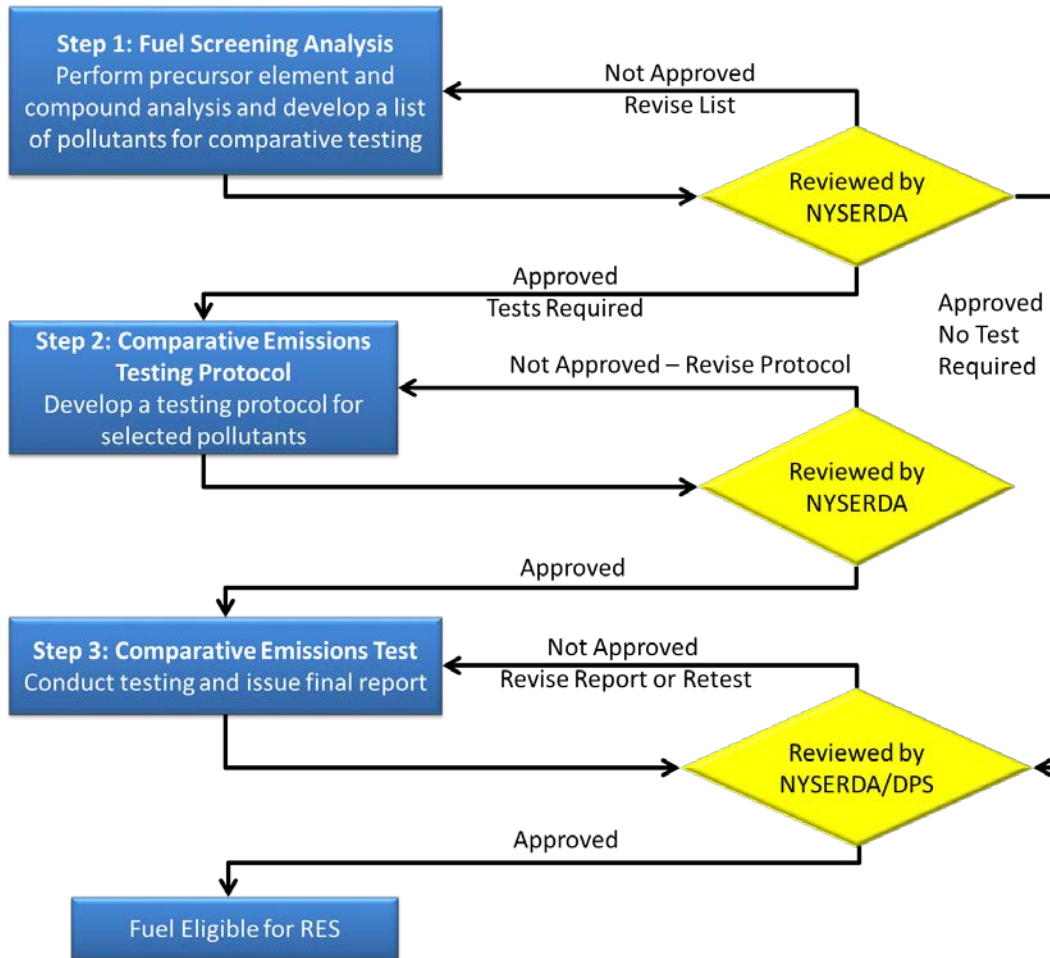 Step 1: Fuel Screening Analysis
Perform precursor element and
compound analysis and develop a list
of pollutants for comparative testing
Not Approved
Revise List
Reviewed by
NYSERDA
Approved
Tests Required
Approved
No Test
Required
Step 2: Comparative Emissions
Testing Protocol
Develop a testing protocol for
selected pollutants
Not Approved – Revise Protocol
Reviewed by
NYSERDA
Approved
Step 3: Comparative Emissions Test
Conduct testing and issue final report
Not Approved
Revise Report or Retest
Reviewed by
NYSERDA/DPS
Approved
Fuel Eligible for RES